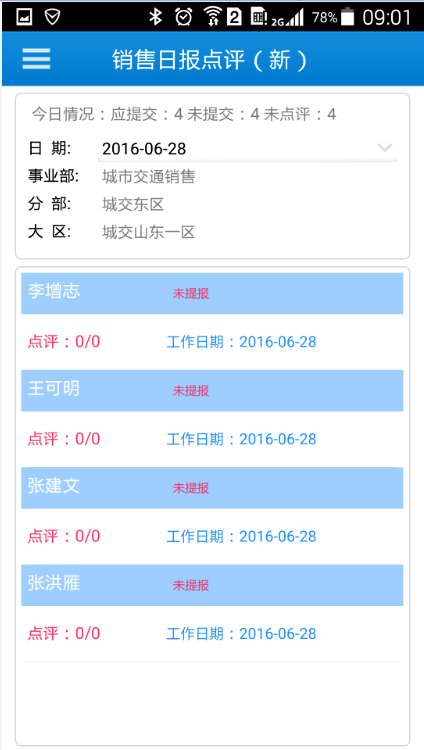 2 2G 78% 09:01
销售日报点评（新）
今日情况：应提交：4 未提交：4 未点评：4
日 期: 2016-06-28
事业部: 城市交通销售
分 部: 城交东区
大 区: 城交山东一区
李增志 未提报
点评：0/0 工作日期：2016-06-28
王可明 未提报
点评：0/0 工作日期：2016-06-28
张建文 未提报
点评：0/0 工作日期：2016-06-28
张洪雁 未提报
点评：0/0 工作日期：2016-06-28